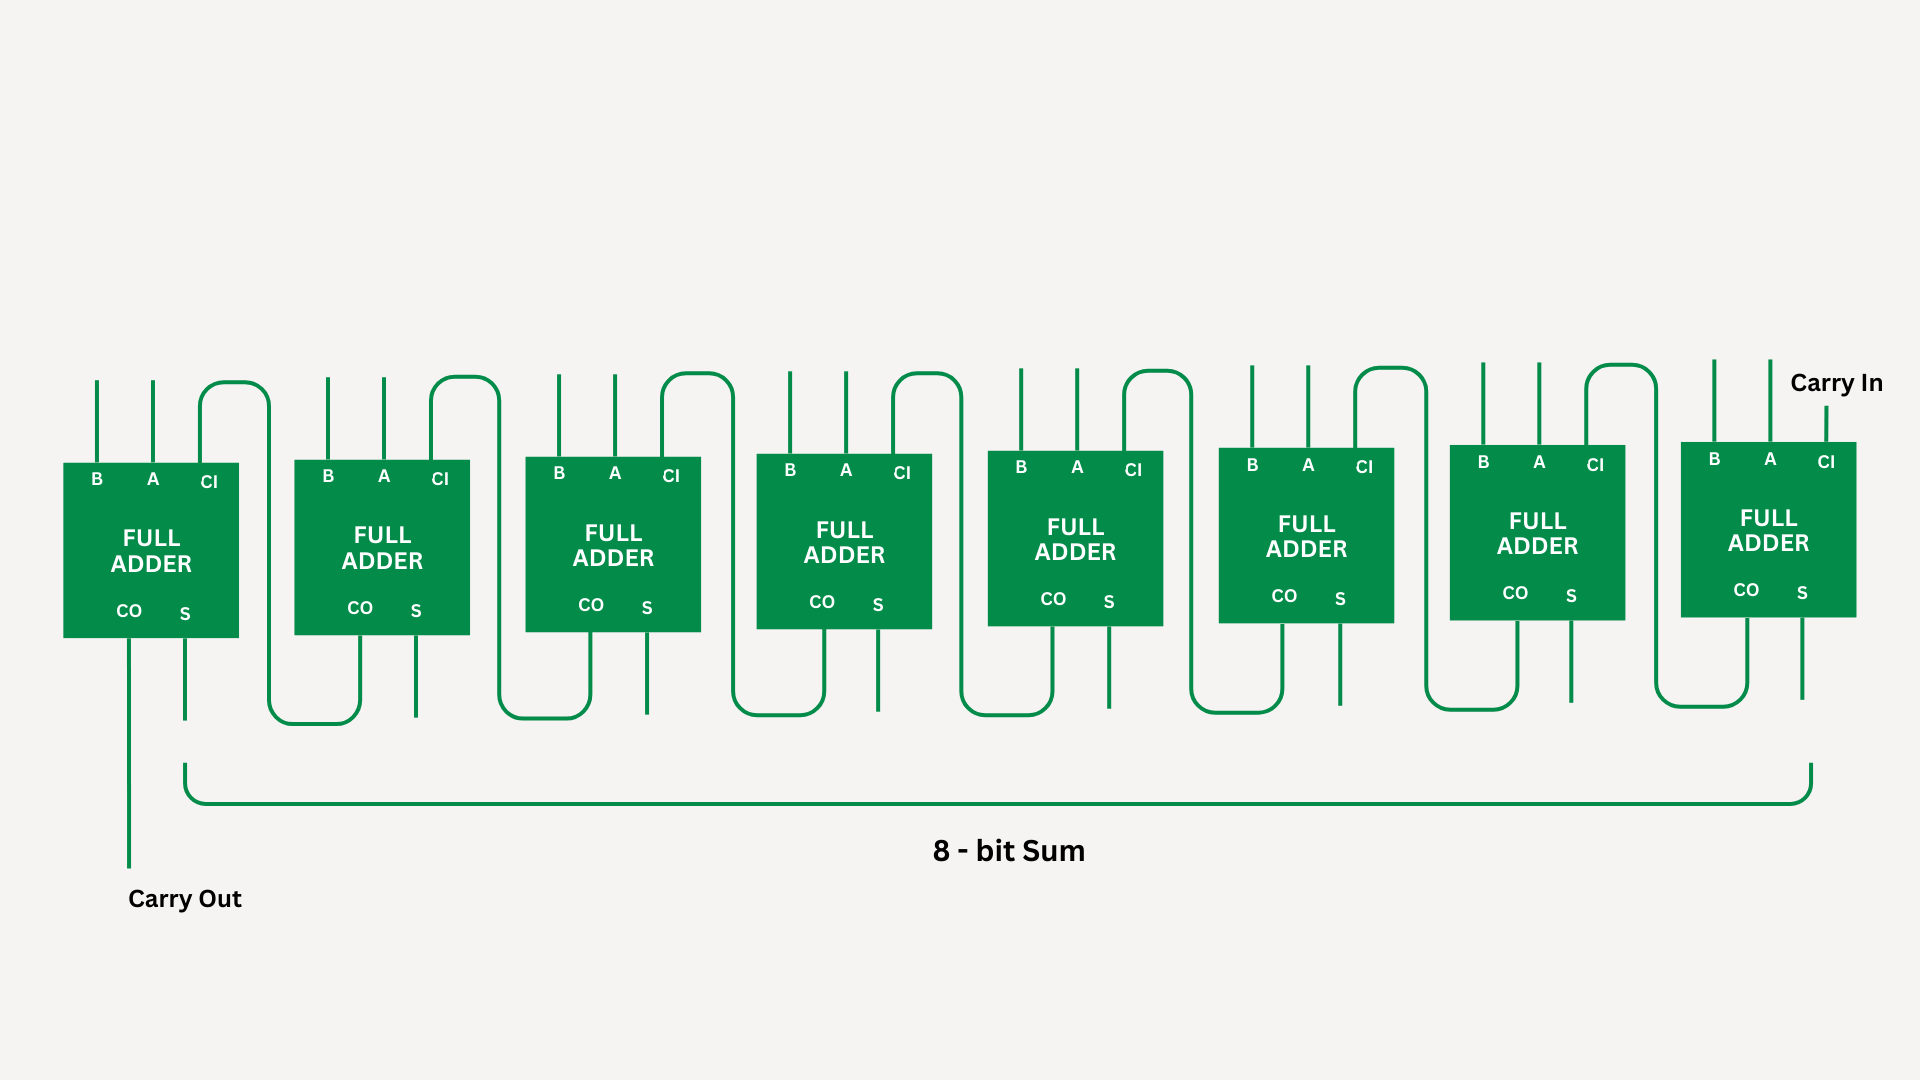 Carry In
B A CI B A CI B A CI B A CI B A CI B A CI B A CI B A CI
FULL FULL FULL FULL FULL FULL FULL FULL
ADDER ADDER ADDER ADDER ADDER ADDER ADDER ADDER
CO S CO S CO S CO S CO S CO S CO S CO S
8 - bit Sum
Carry Out